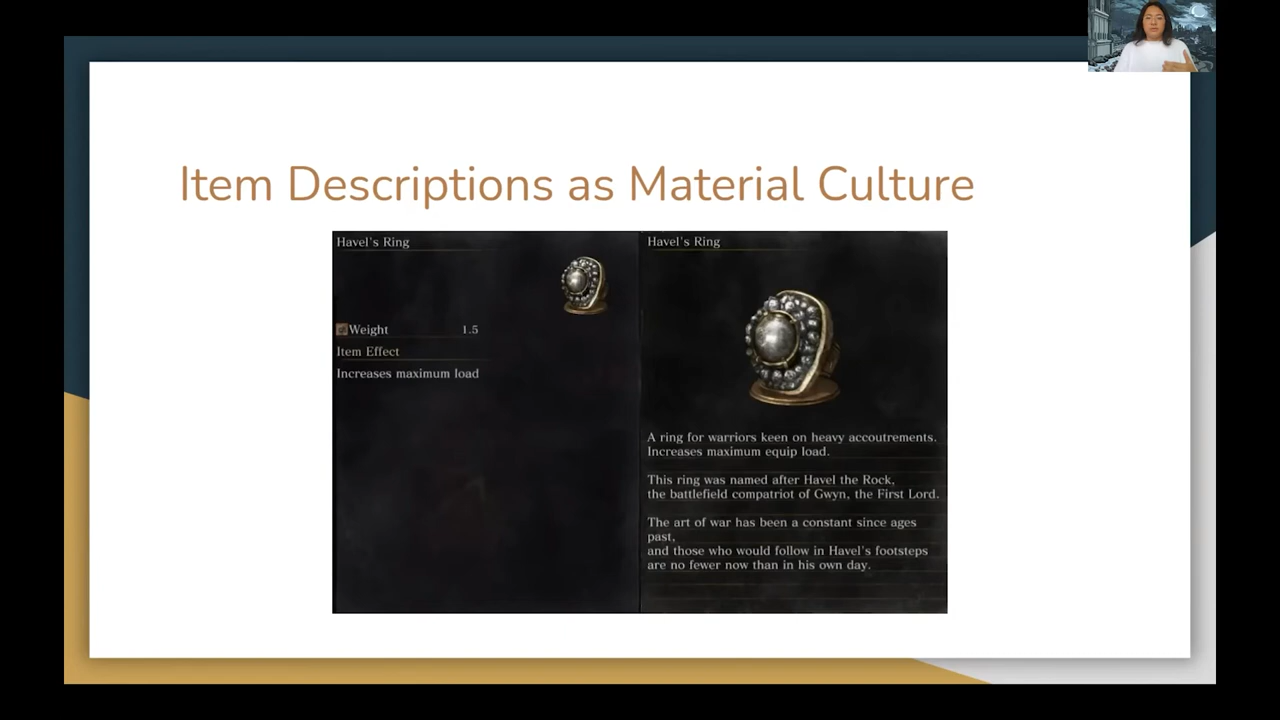 Item Descriptions as Material Culture
Havel's Ring
Weight 1.5
Item Effect
Increases maximum load
Havel's Ring
A ring for warriors keen on heavy accoutrements.
Increases maximum equip load.
This ring was named after Havel the Rock,
the battlefield compatriot of Gwyn, the First Lord.
The art of war has been a constant since ages
past,
and those who would follow in Havel's footsteps
are no fewer now than in his own day.